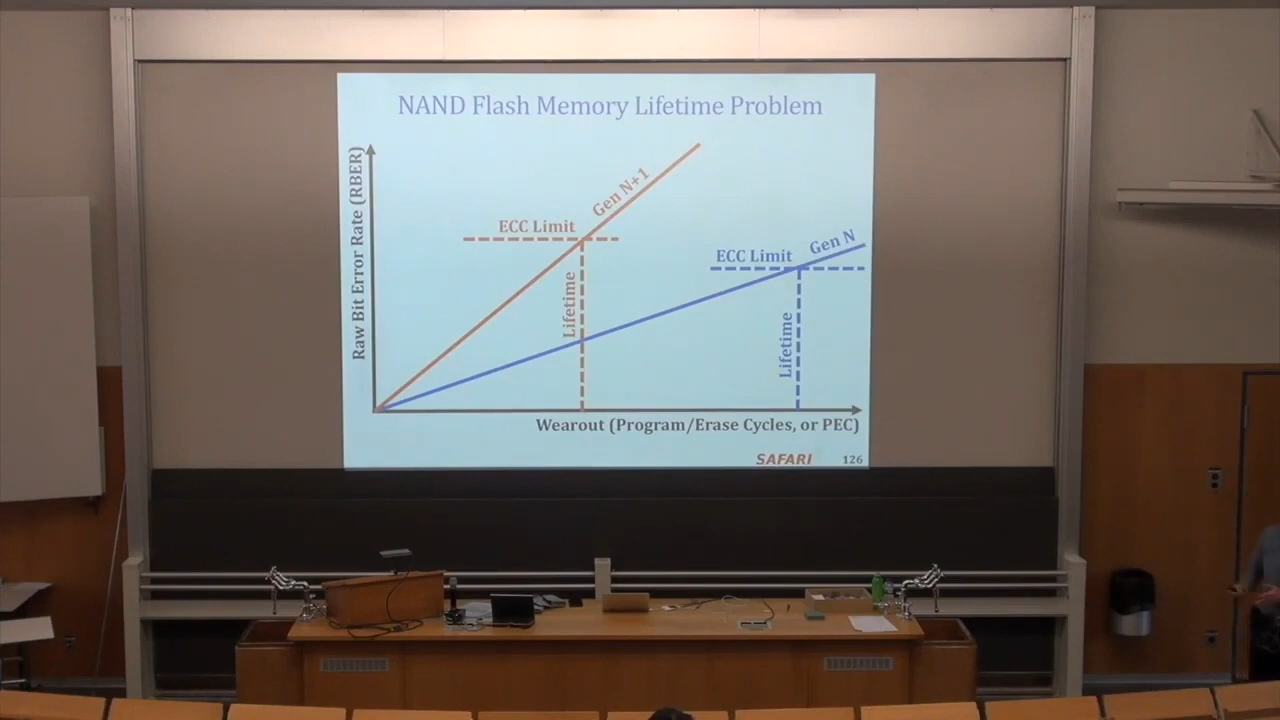 NAND Flash Memory Lifetime Problem
Raw Bit Error Rate (RBER)
Gen N+1
ECC Limit
Lifetime
Gen N
ECC Limit
Lifetime
Wearout (Program/Erase Cycles, or PEC)
SAFARI
126